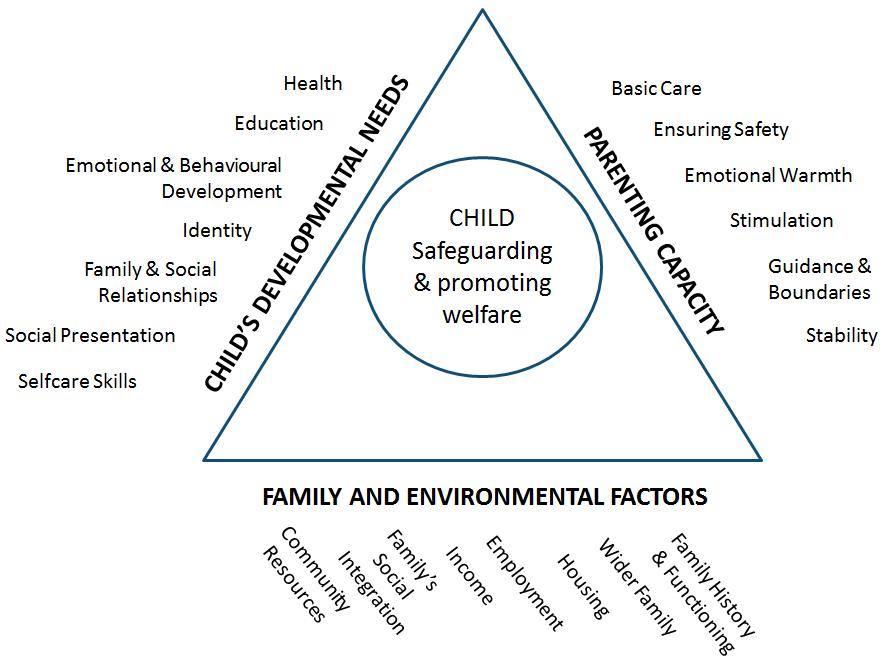 Health
Education
Emotional & Behavioural
Development
Identity
Family & Social
Relationships
Social Presentation
Selfcare Skills
CHILD'S DEVELOPMENTAL NEEDS
CHILD
Safeguarding
& promoting
welfare
PARENTING CAPACITY
Basic Care
Ensuring Safety
Emotional Warmth
Stimulation
Guidance &
Boundaries
Stability
FAMILY AND ENVIRONMENTAL FACTORS
Community
Resources
Family's
Social
Integration
Income
Employment
Housing
Wider Family
Family History
& Functioning